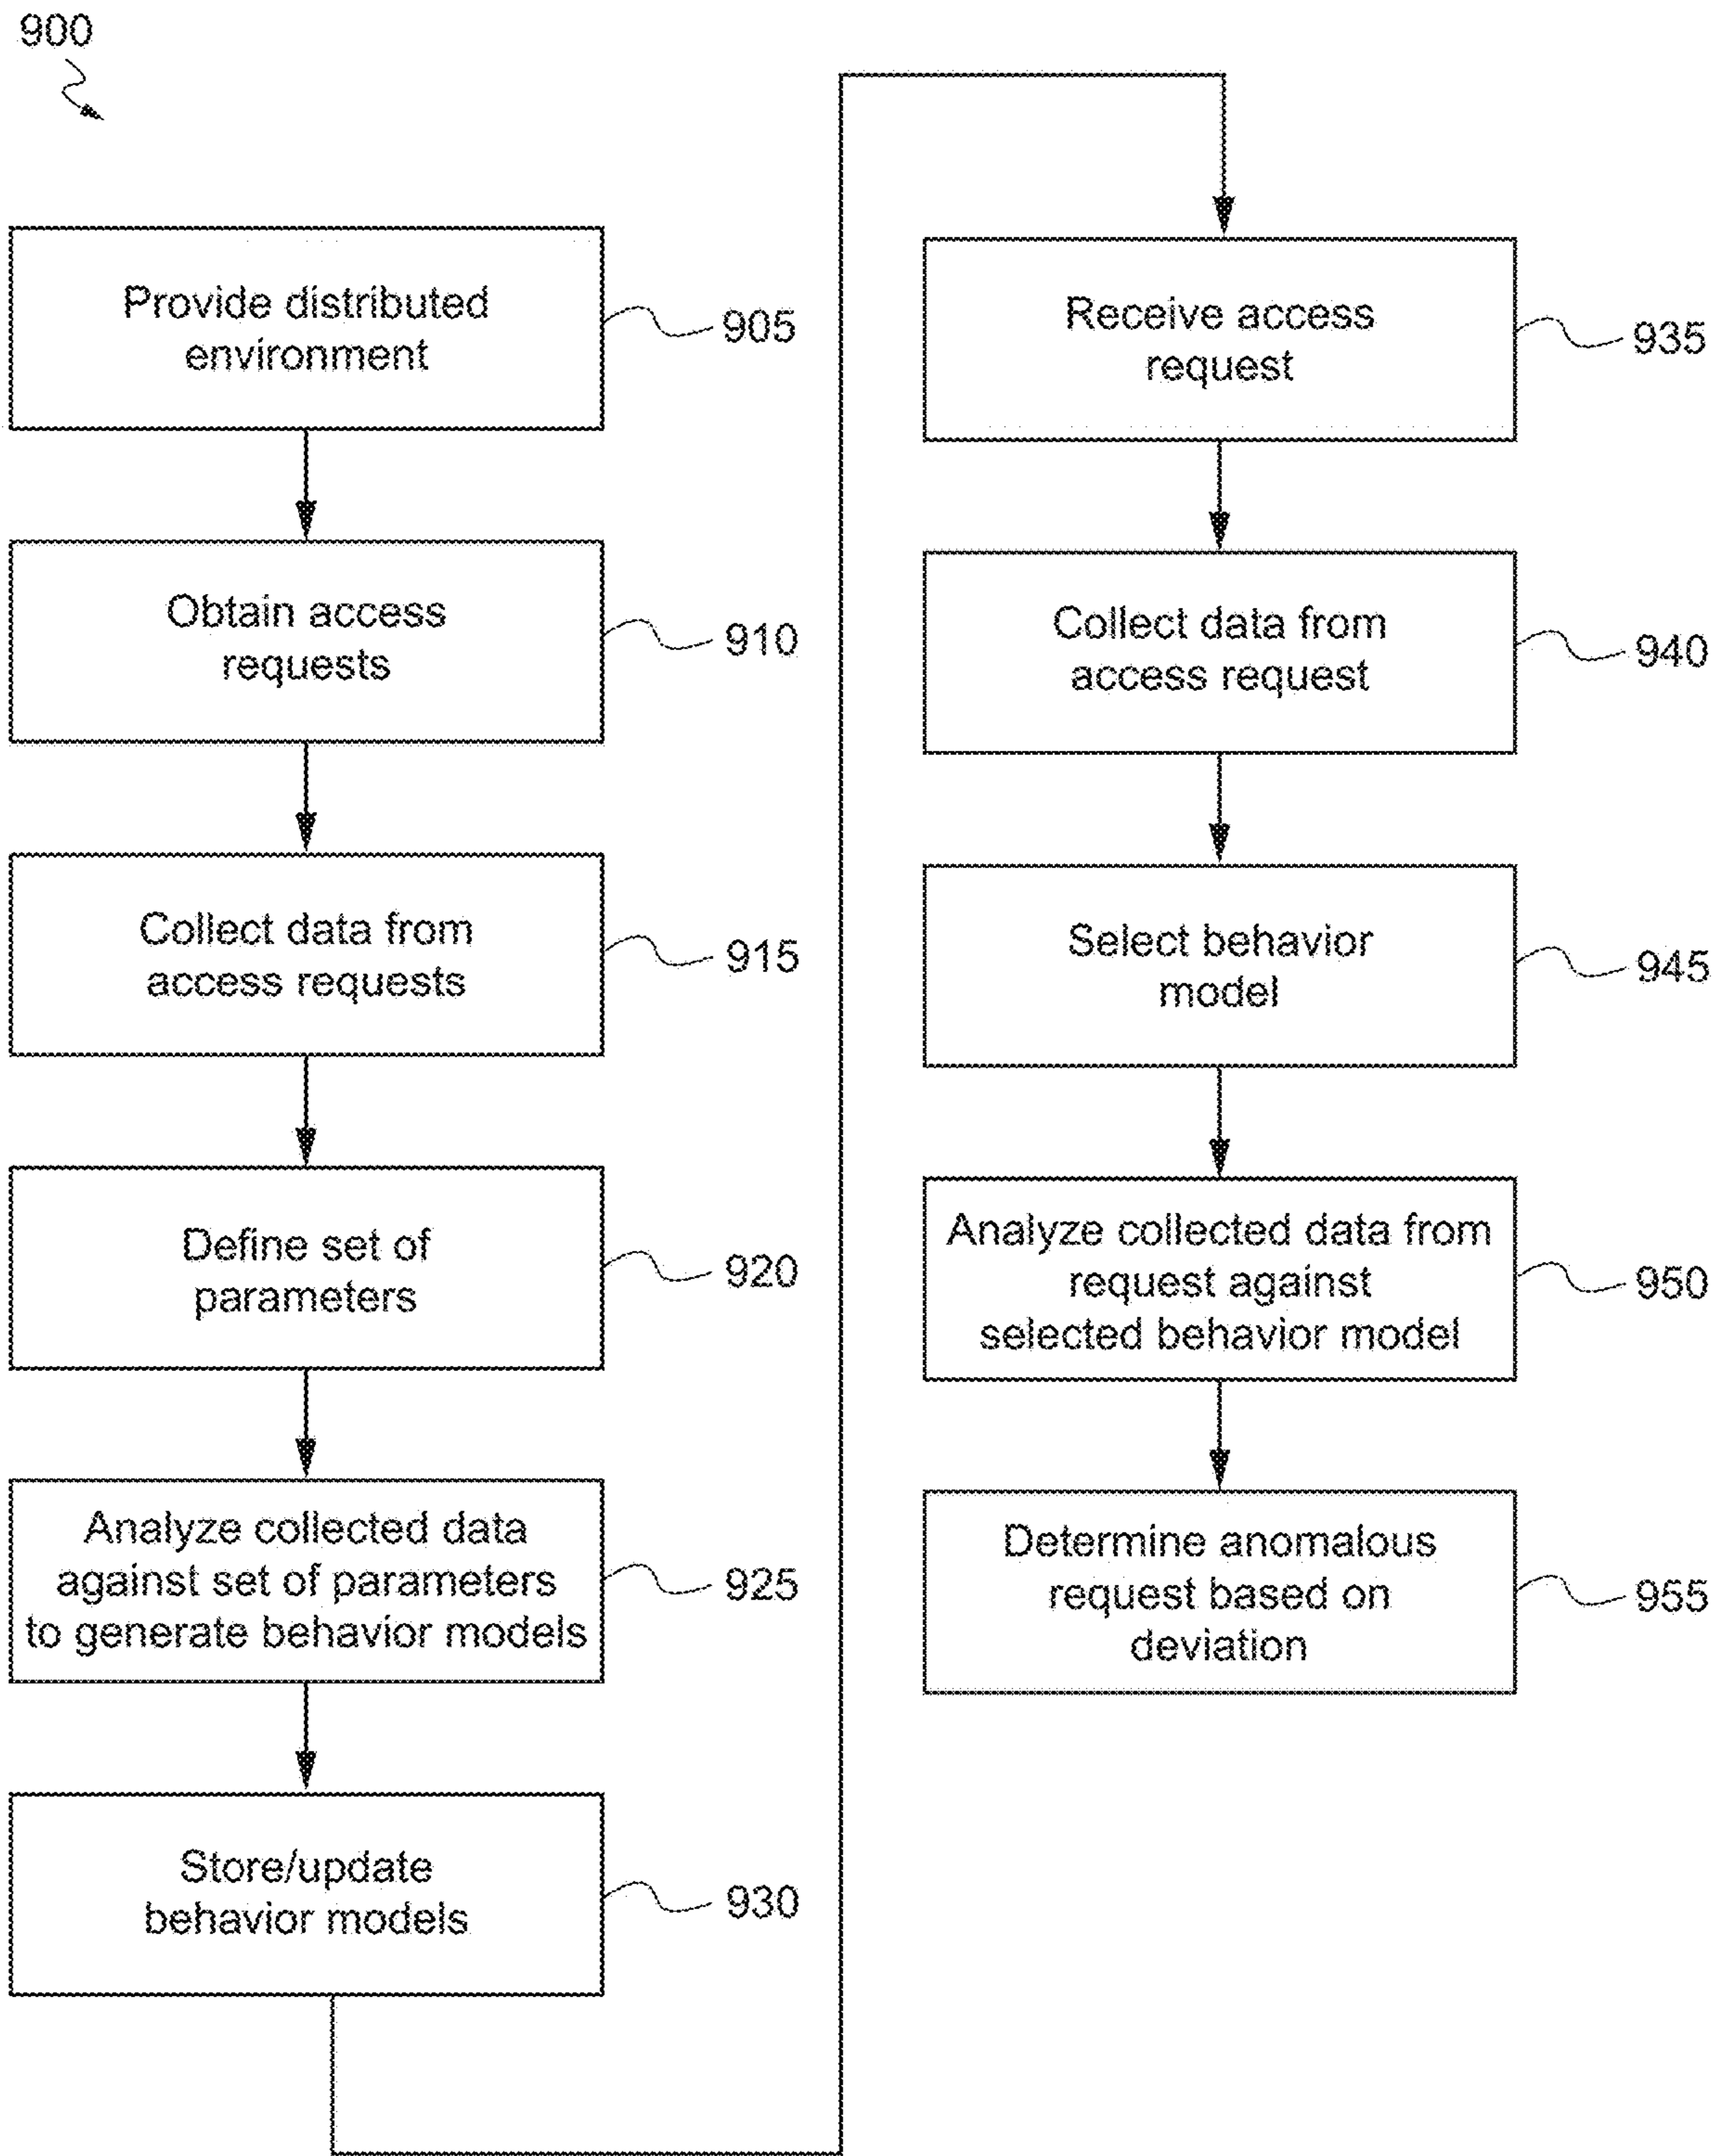 900
Provide distributed
environment
905
Obtain access
requests
910
Collect data from
access requests
915
Define set of
parameters
920
Analyze collected data
against set of parameters
to generate behavior models
925
Store/update
behavior models
930
Receive access
request
935
Collect data from
access request
940
Select behavior
model
945
Analyze collected data from
request against
selected behavior model
950
Determine anomalous
request based on
deviation
955